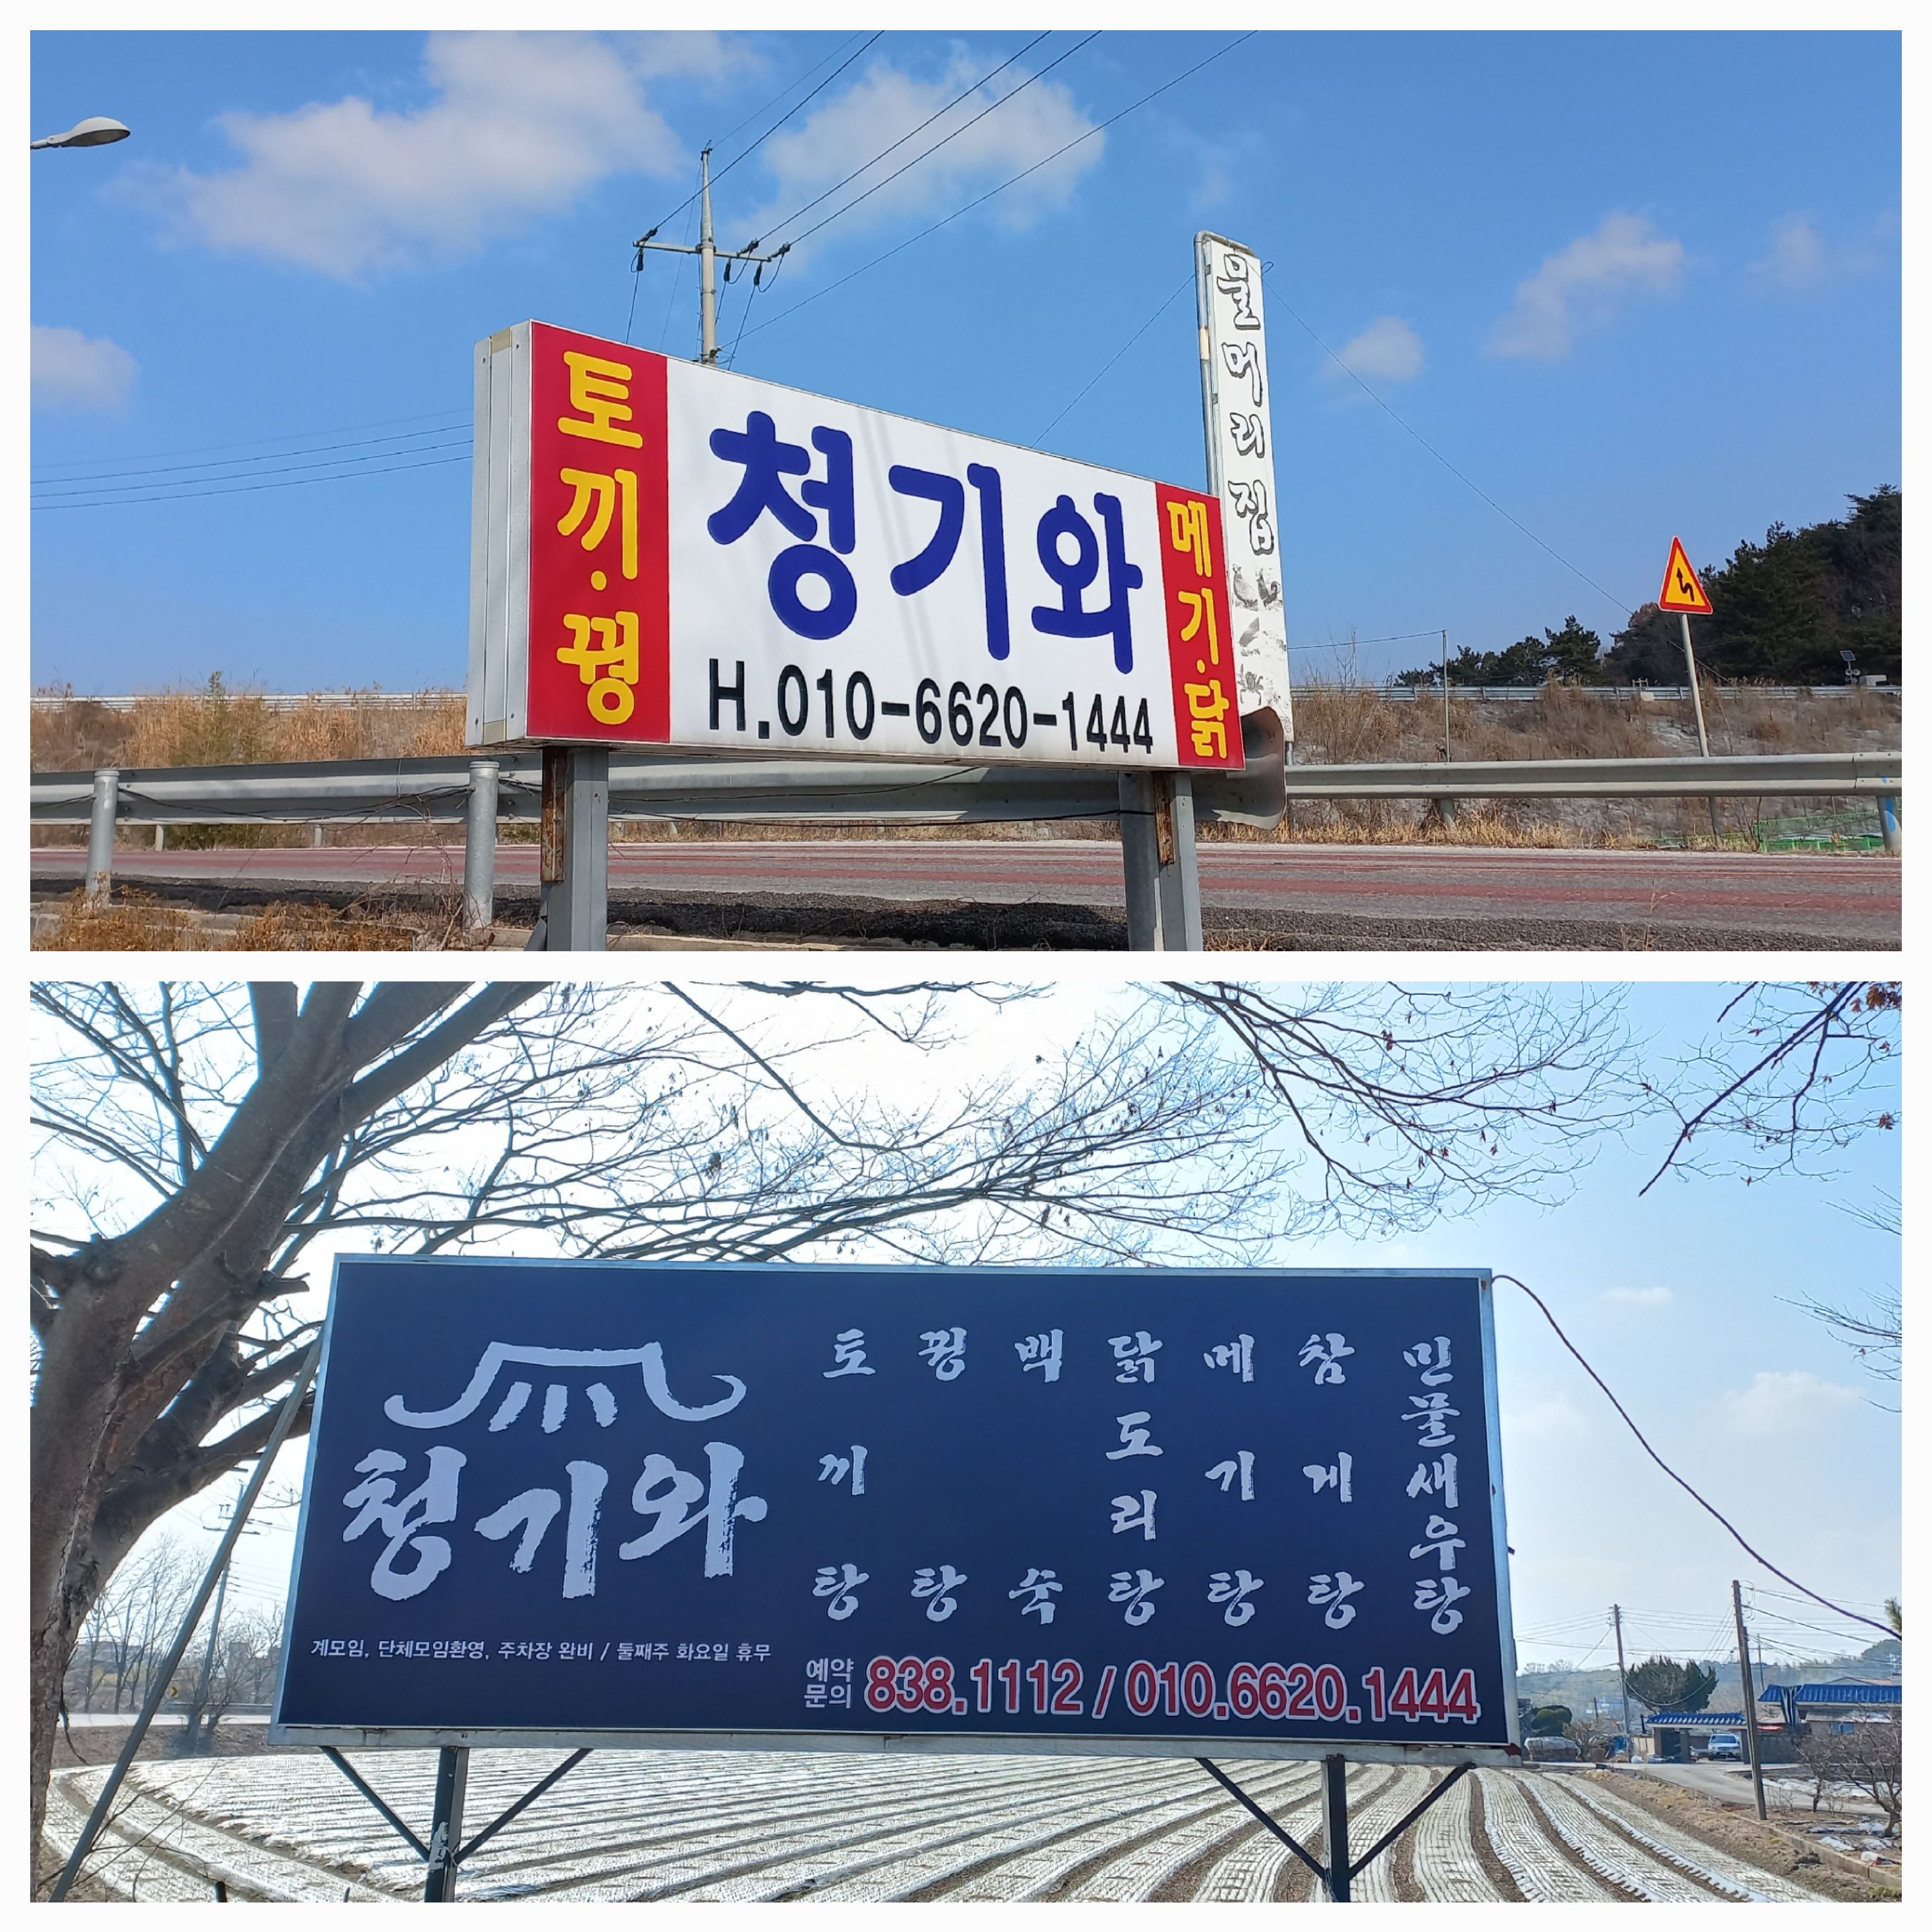 토끼·꿩
청기와
H.010-6620-1444
메기·닭
물메리집
청기와
계모임, 단체모임환영, 주차장 완비 / 둘째주 화요일 휴무
토끼탕
꿩탕
백숙
닭도리탕
메기탕
참게탕
민물새우탕
예약
문의
838.1112 / 010.6620.1444